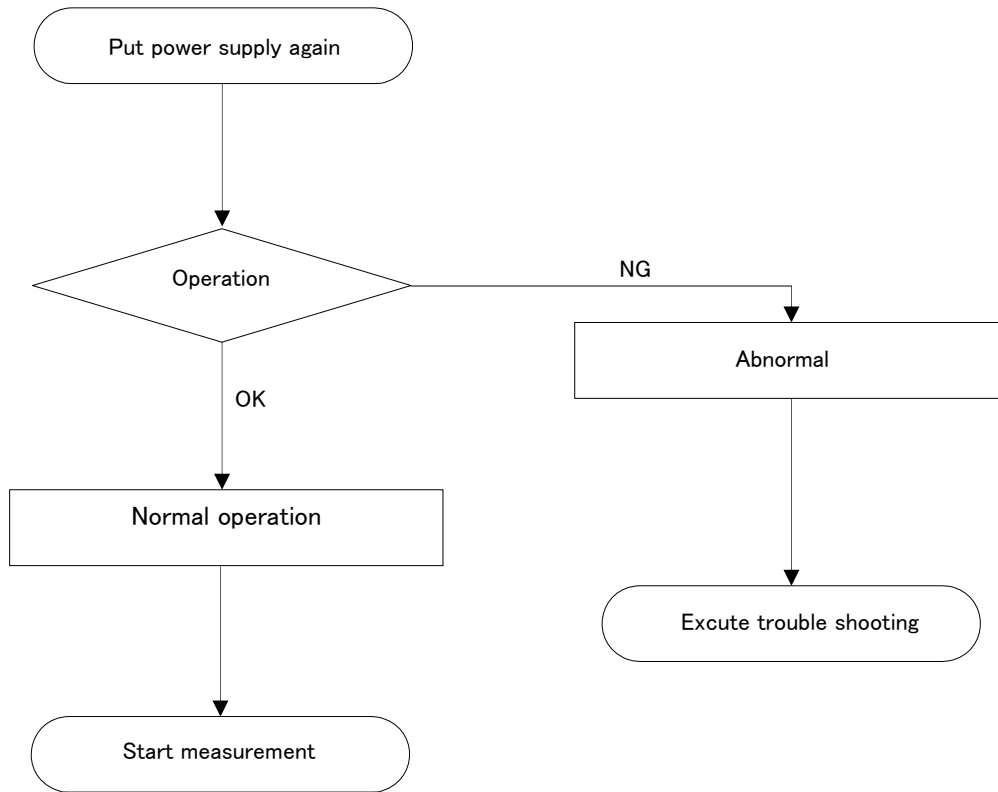 Put power supply again
Operation
NG
Abnormal
OK
Normal operation
Excute trouble shooting
Start measurement